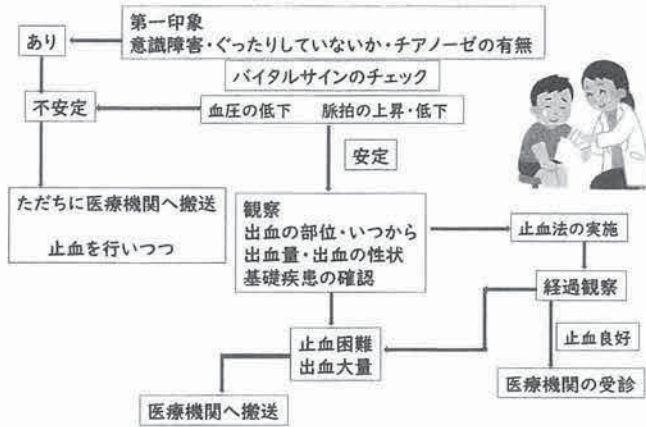 第一印象
意識障害・ぐったりしていないか・チアノーゼの有無
あり
バイタルサインのチェック
不安定
血圧の低下　脈拍の上昇・低下
安定
ただちに医療機関へ搬送
止血を行いつつ
観察
出血の部位・いつから
出血量・出血の性状
基礎疾患の確認
止血法の実施
経過観察
止血困難
出血大量
止血良好
医療機関へ搬送
医療機関の受診